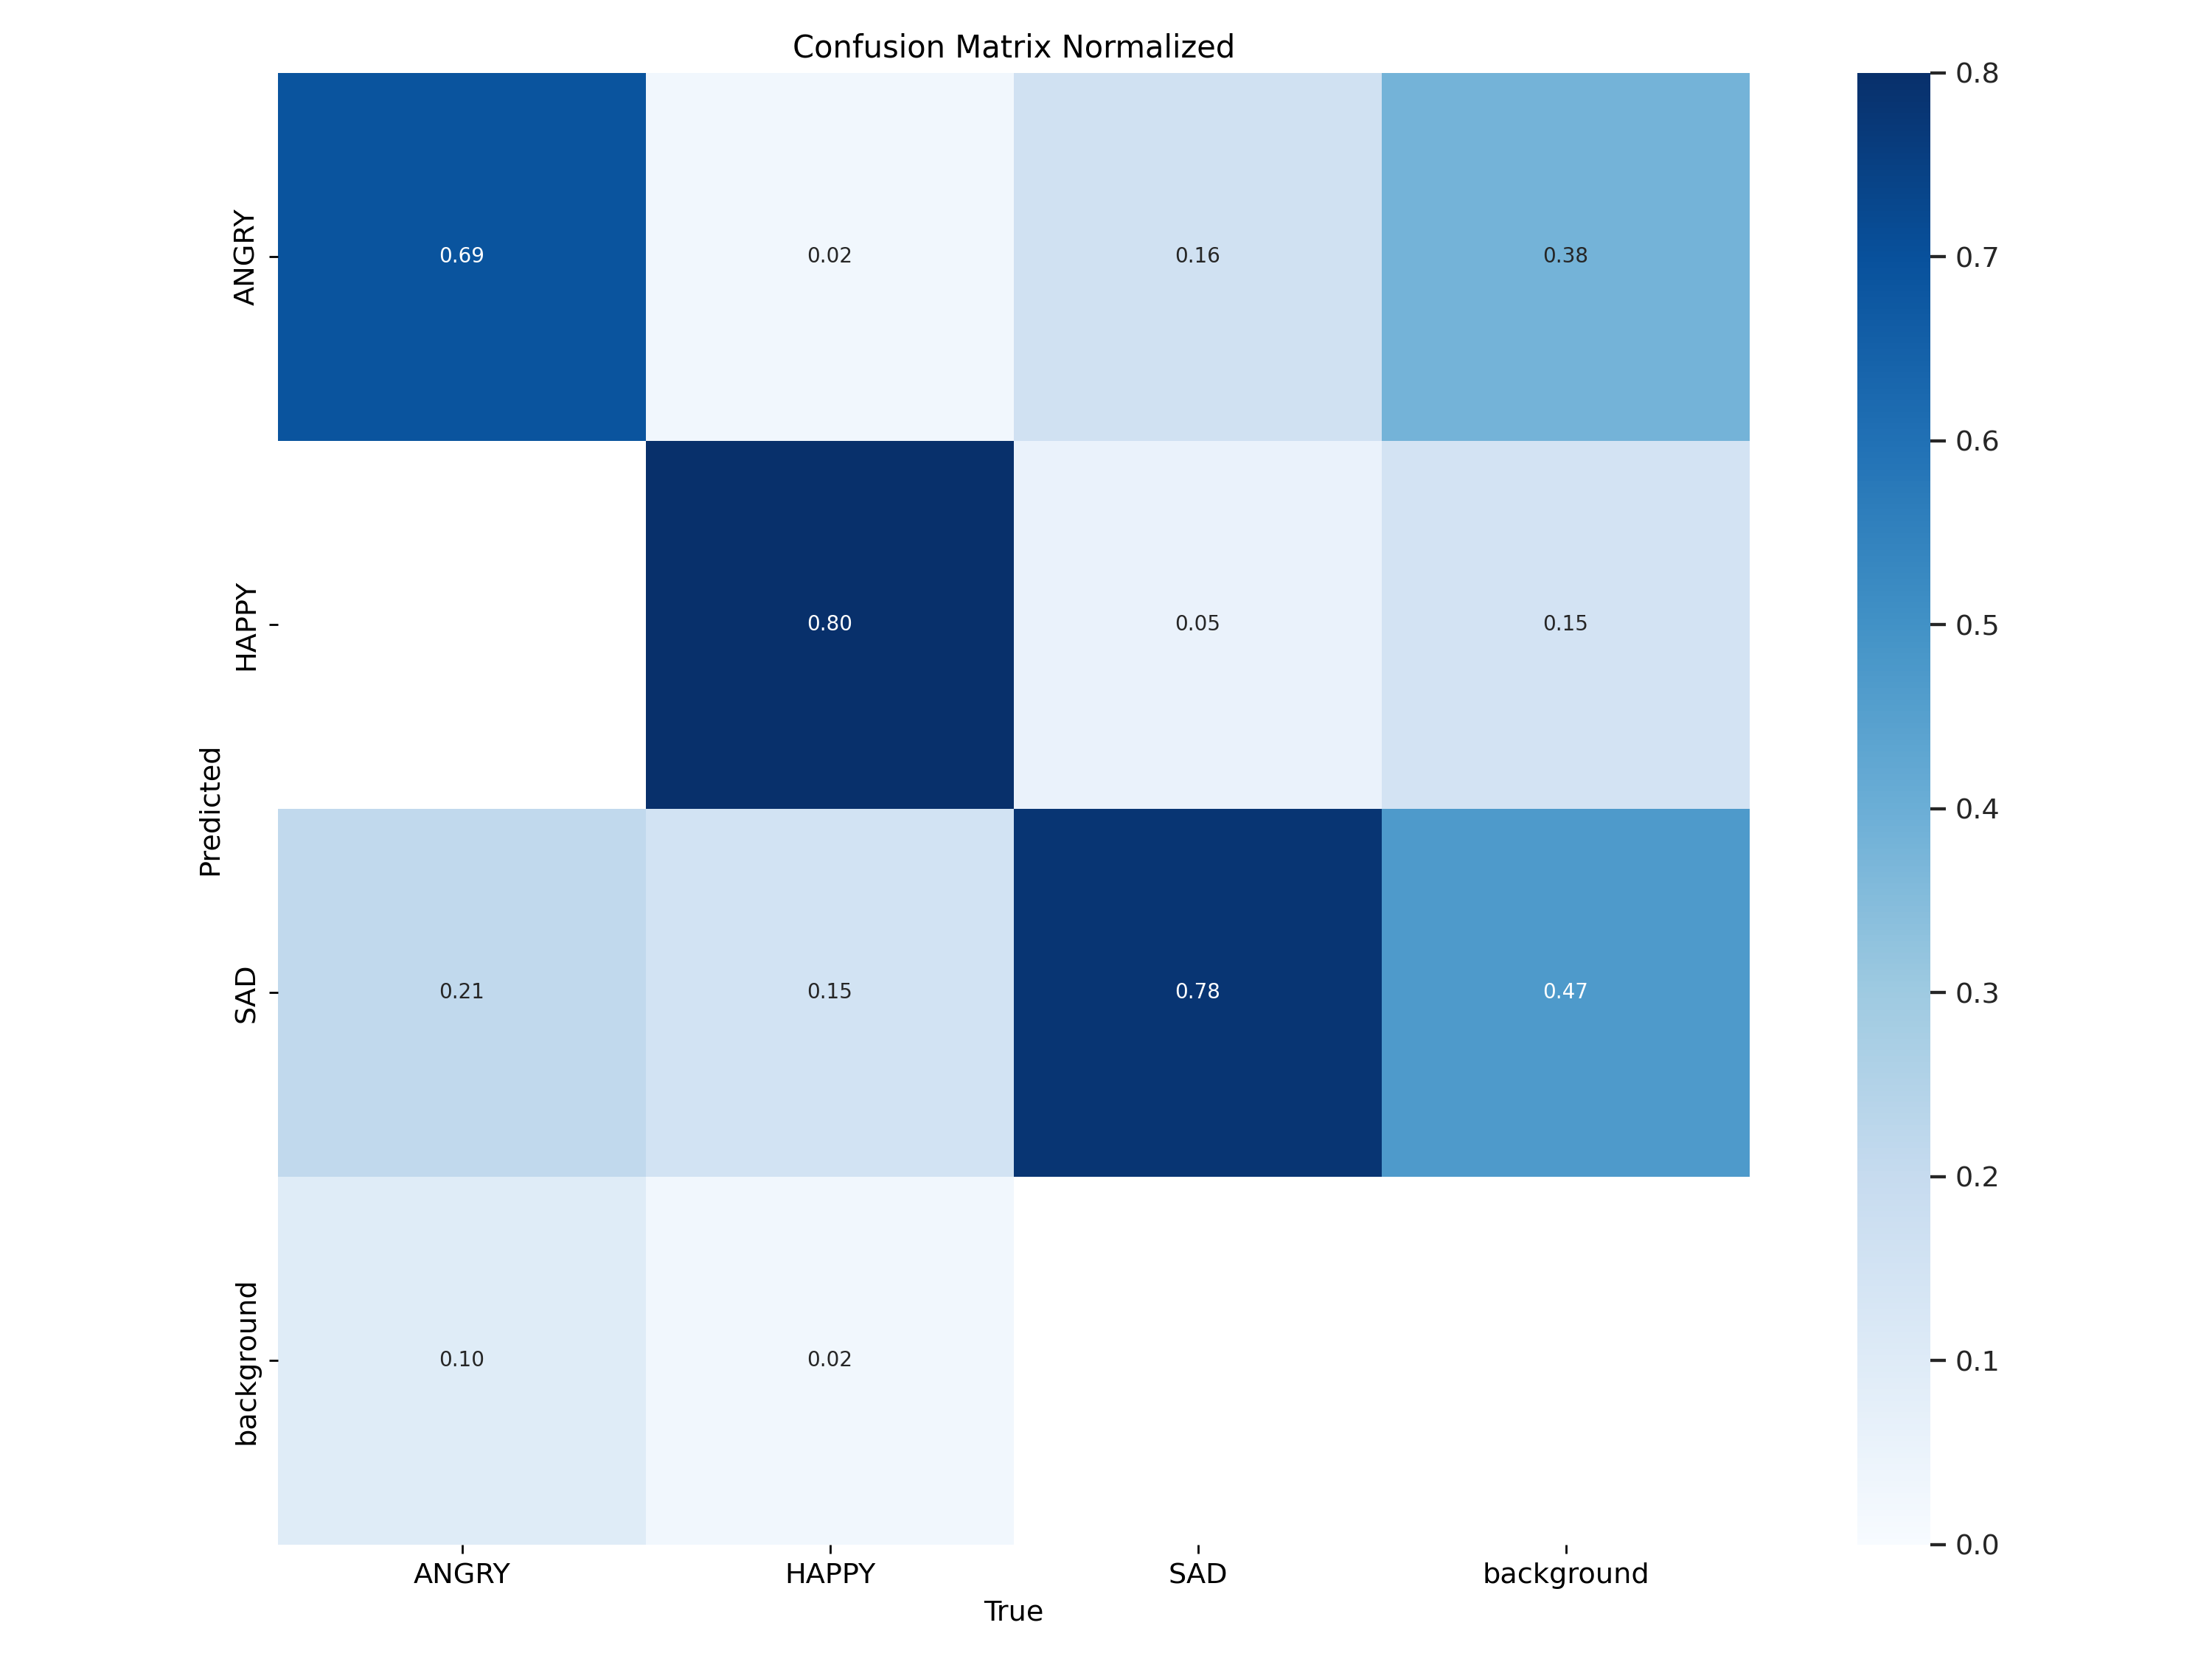 Confusion Matrix Normalized
Predicted
ANGRY
0.69
0.02
0.16
0.38
HAPPY
0.80
0.05
0.15
SAD
0.21
0.15
0.78
0.47
background
0.10
0.02
ANGRY
HAPPY
SAD
background
True
0.8
0.7
0.6
0.5
0.4
0.3
0.2
0.1
0.0